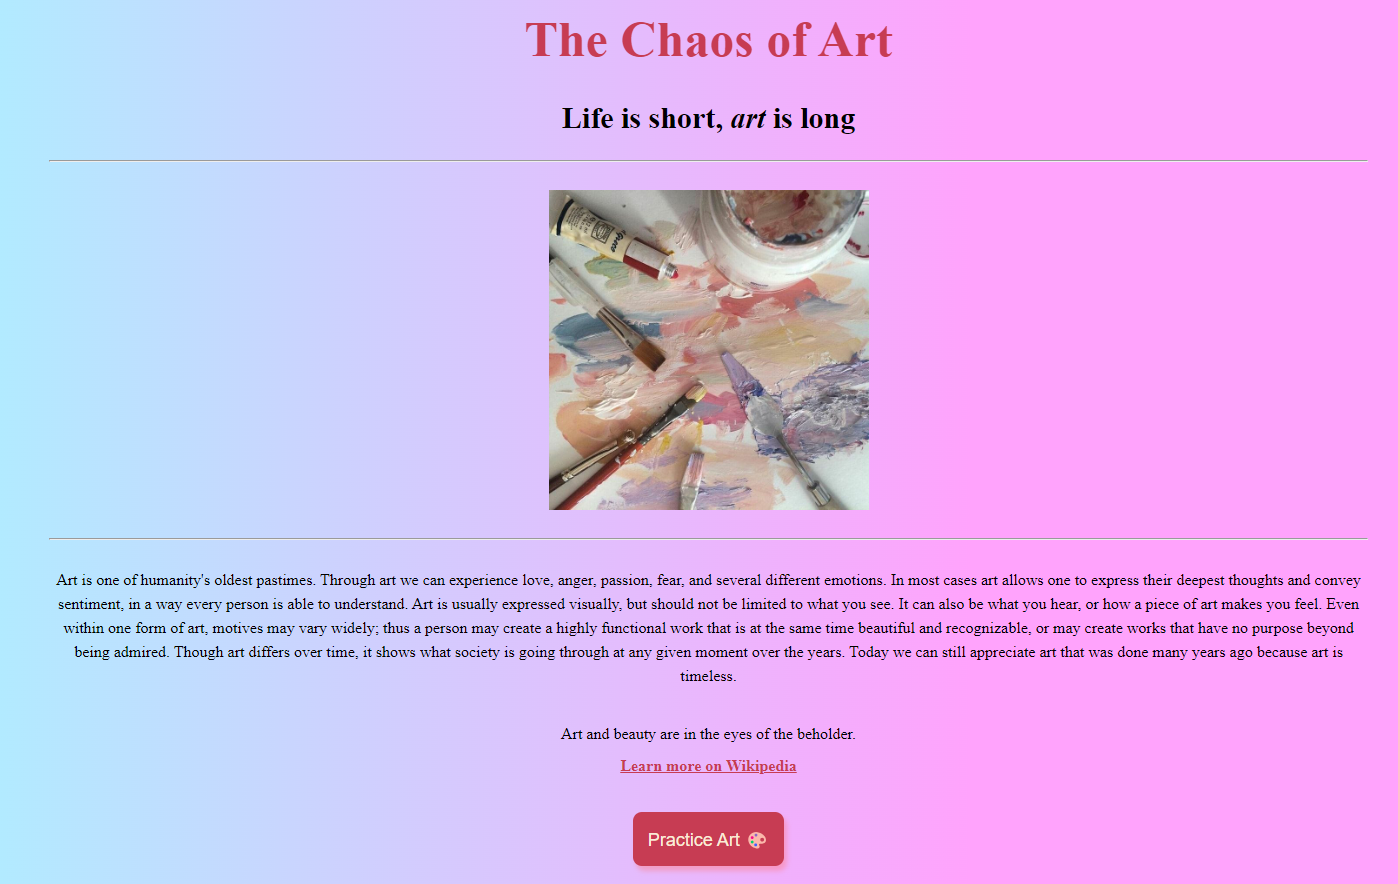 The Chaos of Art
Life is short, art is long
Art is one of humanity's oldest pastimes. Through art we can experience love, anger, passion, fear, and several different emotions. In most cases art allows one to express their deepest thoughts and convey
sentiment, in a way every person is able to understand. Art is usually expressed visually, but should not be limited to what you see. It can also be what you hear, or how a piece of art makes you feel. Even
within one form of art, motives may vary widely; thus a person may create a highly functional work that is at the same time beautiful and recognizable, or may create works that have no purpose beyond
being admired. Though art differs over time, it shows what society is going through at any given moment over the years. Today we can still appreciate art that was done many years ago because art is
timeless.
Art and beauty are in the eyes of the beholder.
Learn more on Wikipedia
Practice Art 🎨